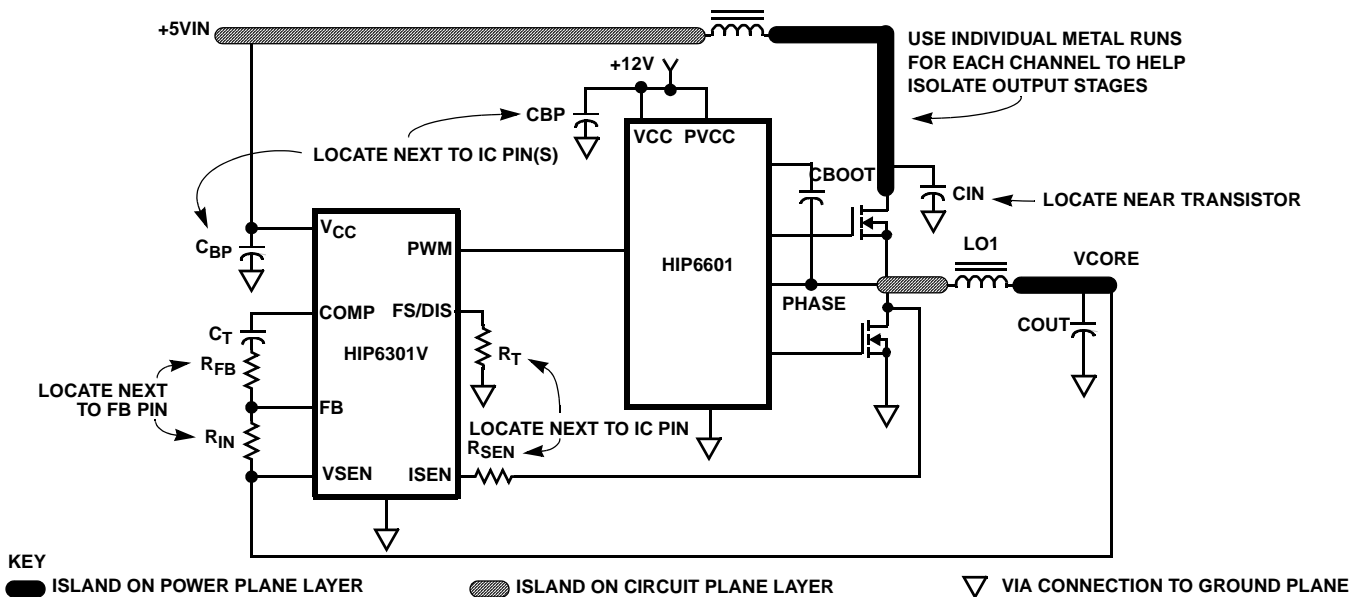 +5VIN
USE INDIVIDUAL METAL RUNS
FOR EACH CHANNEL TO HELP
ISOLATE OUTPUT STAGES
+12V
CBP
VCC PVCC
LOCATE NEXT TO IC PIN(S)
CBOOT
CIN
LOCATE NEAR TRANSISTOR
VCC
CBP
PWM
HIP6601
LO1
VCORE
PHASE
COMP
FS/DIS
COUT
CT
HIP6301V
RT
RFB
LOCATE NEXT
TO FB PIN
FB
RIN
LOCATE NEXT TO IC PIN
RSEN
VSEN
ISEN
KEY
ISLAND ON POWER PLANE LAYER
ISLAND ON CIRCUIT PLANE LAYER
VIA CONNECTION TO GROUND PLANE